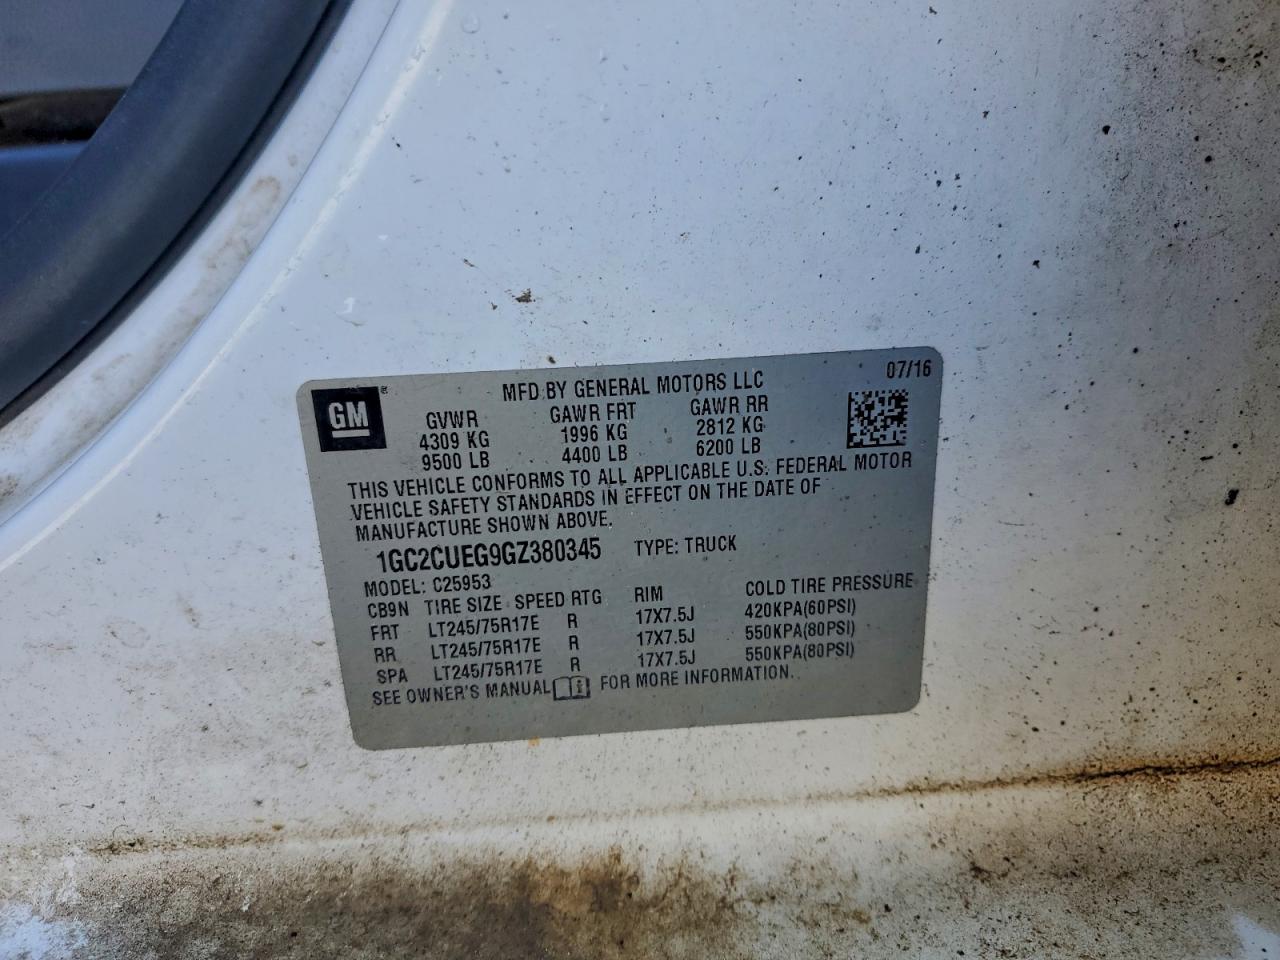 07/16
GM ®
MFD BY GENERAL MOTORS LLC
GVWR GAWR FRT GAWR RR
4309 KG 1996 KG 2812 KG
9500 LB 4400 LB 6200 LB
THIS VEHICLE CONFORMS TO ALL APPLICABLE U.S. FEDERAL MOTOR
VEHICLE SAFETY STANDARDS IN EFFECT ON THE DATE OF
MANUFACTURE SHOWN ABOVE.
1GC2CUEG9GZ380345 TYPE: TRUCK
MODEL: C25953
CB9N TIRE SIZE SPEED RTG RIM COLD TIRE PRESSURE
FRT LT245/75R17E R 17X7.5J 420KPA(60PSI)
RR LT245/75R17E R 17X7.5J 550KPA(80PSI)
SPA LT245/75R17E R 17X7.5J 550KPA(80PSI)
SEE OWNER'S MANUAL i FOR MORE INFORMATION.